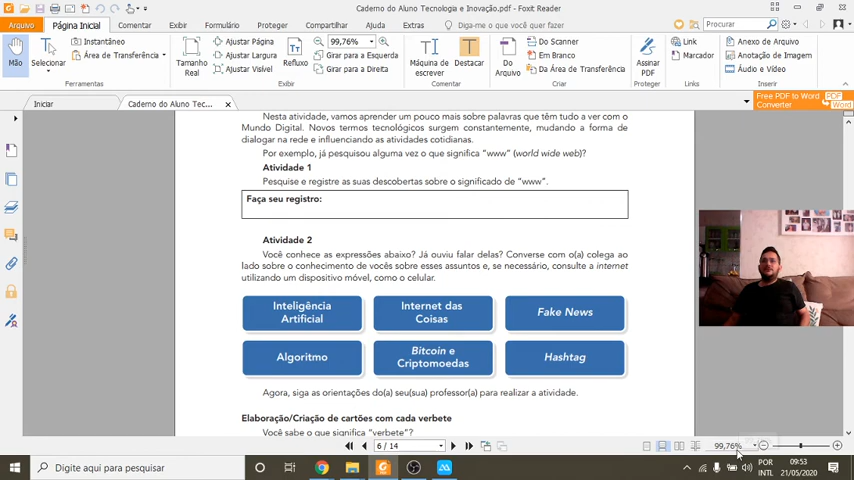 Caderno do Aluno Tecnologia e Inovação.pdf - Foxit Reader
Arquivo Página Inicial Comentar Exibir Formulário Proteger Compartilhar Ajuda Extras Diga-me o que você quer fazer Procurar
Mão
Selecionar
Instantâneo
Área de Transferência
Ferramentas
Tamanho Real
Ajustar Página
Ajustar Largura
Ajustar Visível
Refluxo
99,76%
Girar para a Esquerda
Girar para a Direita
Exibir
Máquina de escrever
Destacar
Comentar
Do Arquivo
Do Scanner
Em Branco
Da Área de Transferência
Criar
Assinar PDF
Proteger
Link
Marcador
Links
Anexo de Arquivo
Anotação de Imagem
Áudio e Vídeo
Inserir
Iniciar
Caderno do Aluno Tec...
Free PDF to Word Converter
PDF
Word
Nesta atividade, vamos aprender um pouco mais sobre palavras que têm tudo a ver com o
Mundo Digital. Novos termos tecnológicos surgem constantemente, mudando a forma de
dialogar na rede e influenciando as atividades cotidianas.
Por exemplo, já pesquisou alguma vez o que significa “www” (world wide web)?
Atividade 1
Pesquise e registre as suas descobertas sobre o significado de “www”.
Faça seu registro:
Atividade 2
Você conhece as expressões abaixo? Já ouviu falar delas? Converse com o(a) colega ao
lado sobre o conhecimento de vocês sobre esses assuntos e, se necessário, consulte a internet
utilizando um dispositivo móvel, como o celular.
Inteligência
Artificial
Internet das
Coisas
Fake News
Algoritmo
Bitcoin e
Criptomoedas
Hashtag
Agora, siga as orientações do(a) seu(sua) professor(a) para realizar a atividade.
Elaboração/Criação de cartões com cada verbete
Você sabe o que significa “verbete”?
6 / 14
99,76%
Digite aqui para pesquisar
POR
INTL
09:53
21/05/2020